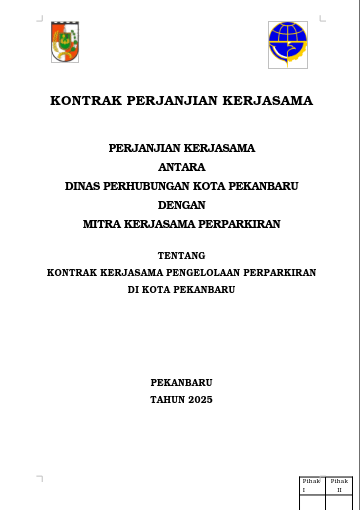 KONTRAK PERJANJIAN KERJASAMA
PERJANJIAN KERJASAMA
ANTARA
DINAS PERHUBUNGAN KOTA PEKANBARU
DENGAN
MITRA KERJASAMA PERPARKIRAN
TENTANG
KONTRAK KERJASAMA PENGELOLAAN PERPARKIRAN
DI KOTA PEKANBARU
PEKANBARU
TAHUN 2025
Pihak I
Pihak II